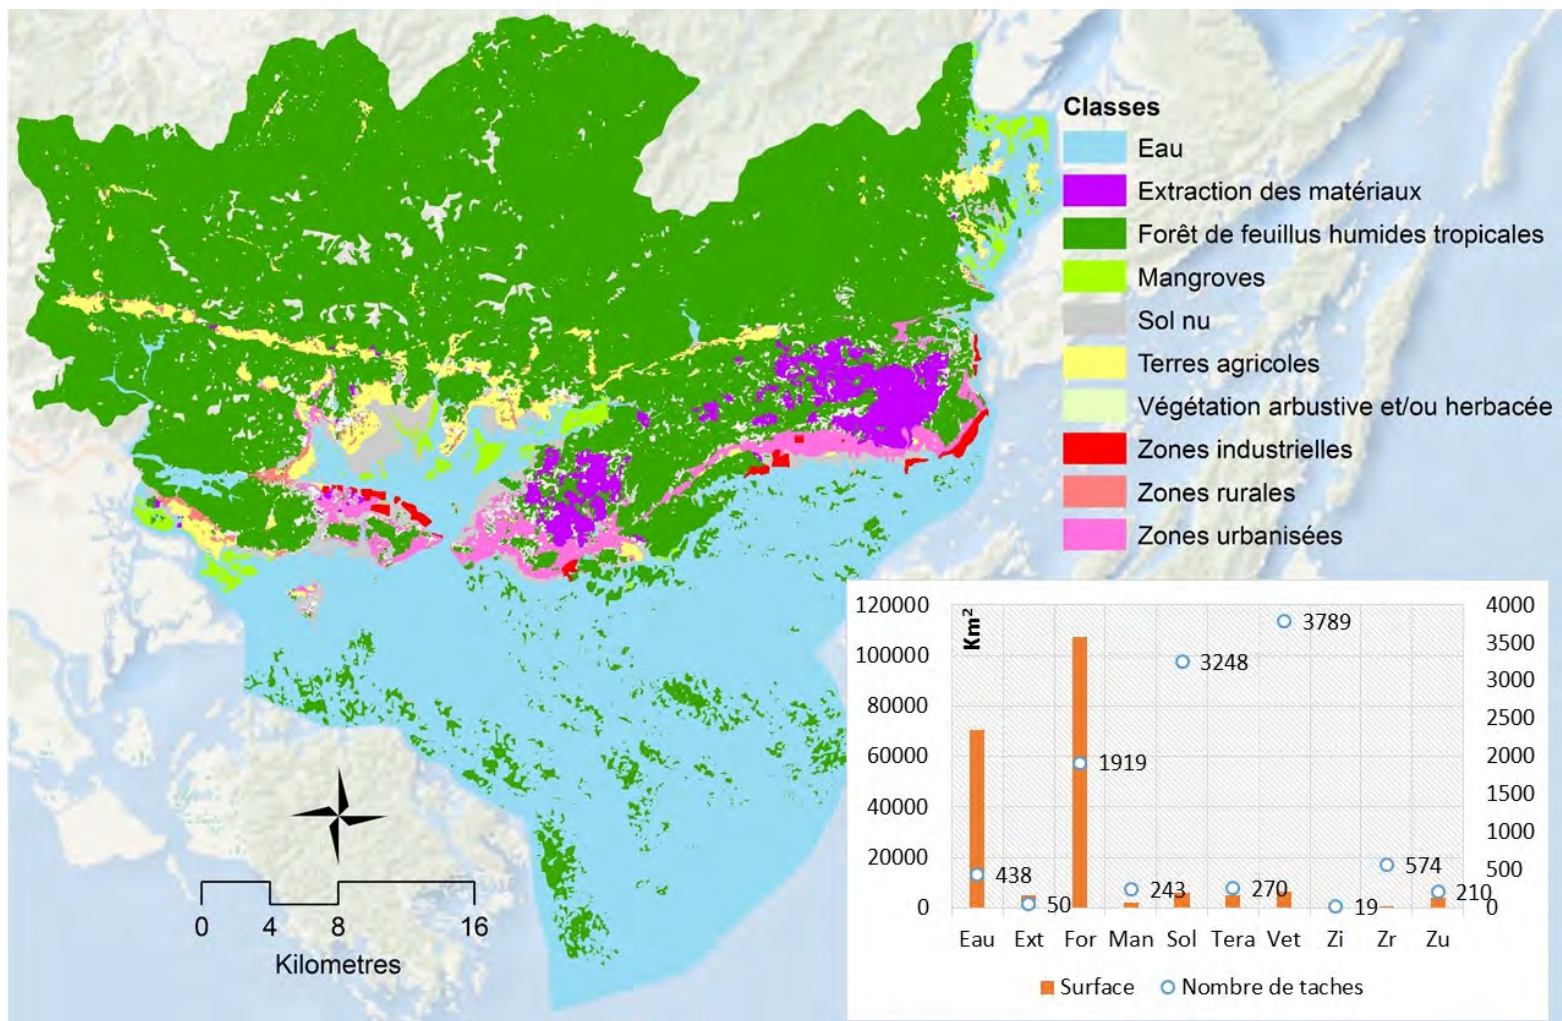 Classes
Eau
Extraction des matériaux
Forêt de feuillus humides tropicales
Mangroves
Sol nu
Terres agricoles
Végétation arbustive et/ou herbacée
Zones industrielles
Zones rurales
Zones urbanisées
0 4 8 16
Kilometres
Km²
120000
100000
80000
60000
40000
20000
0
4000
3500
3000
2500
2000
1500
1000
500
0
438
50
1919
243
3248
270
3789
19
574
210
Eau Ext For Man Sol Tera Vet Zi Zr Zu
Surface Nombre de taches